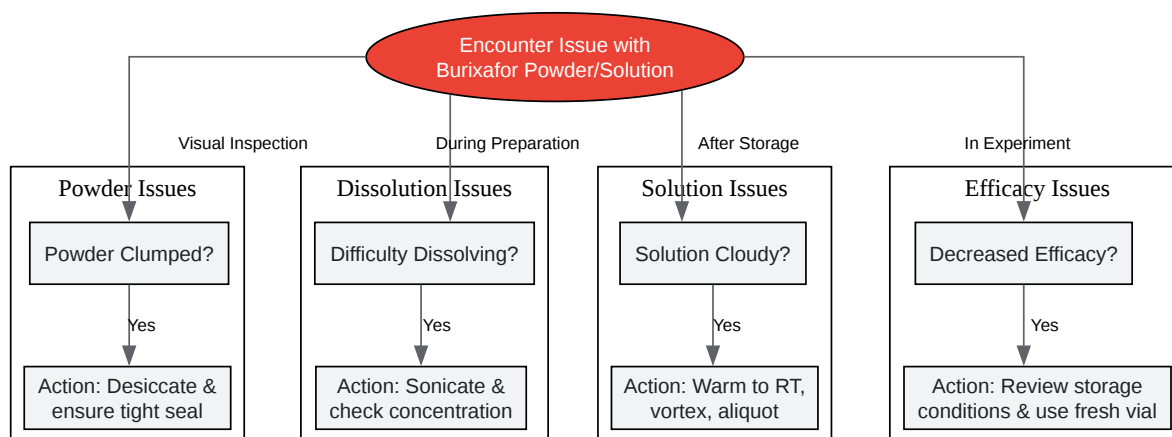 Encounter Issue with
Burixafor Powder/Solution
Visual Inspection
During Preparation
After Storage
In Experiment
Powder Issues
Dissolution Issues
Solution Issues
Efficacy Issues
Powder Clumped?
Difficulty Dissolving?
Solution Cloudy?
Decreased Efficacy?
Yes
Yes
Yes
Yes
Action: Desiccate &
ensure tight seal
Action: Sonicate &
check concentration
Action: Warm to RT,
vortex, aliquot
Action: Review storage
conditions & use fresh vial